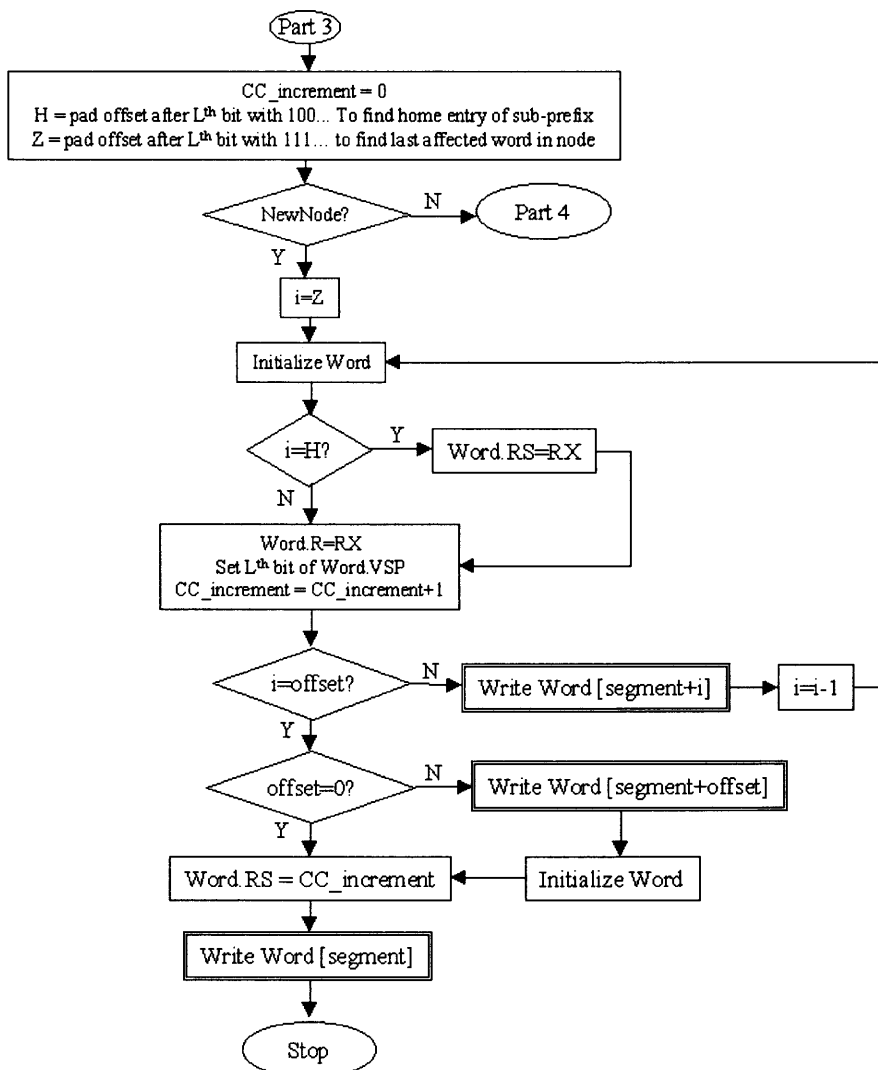 Part 3
CC_increment = 0
H = pad offset after Lth bit with 100... To find home entry of sub-prefix
Z = pad offset after Lth bit with 111... to find last affected word in node
NewNode?
N
Part 4
Y
i=Z
Initialize Word
i=H?
Y
Word.RS=RX
N
Word.R=RX
Set Lth bit of Word.VSP
CC_increment = CC_increment+1
i=offset?
N
Write Word [segment+i]
i=i-1
Y
offset=0?
N
Write Word [segment+offset]
Y
Word.RS = CC_increment
Initialize Word
Write Word [segment]
Stop